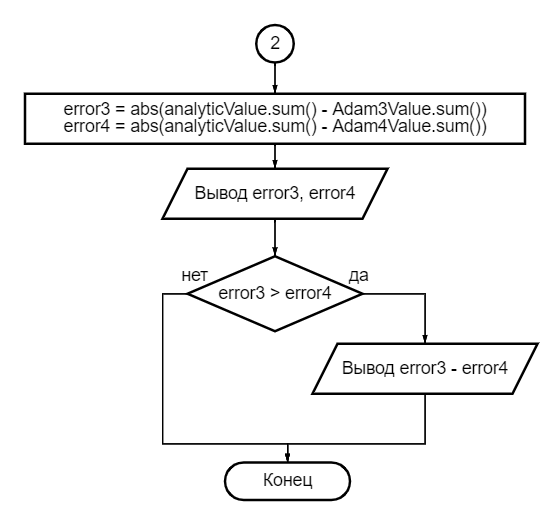 2
error3 = abs(analyticValue.sum() - Adam3Value.sum())
error4 = abs(analyticValue.sum() - Adam4Value.sum())
Вывод error3, error4
нет
да
error3 > error4
Вывод error3 - error4
Конец